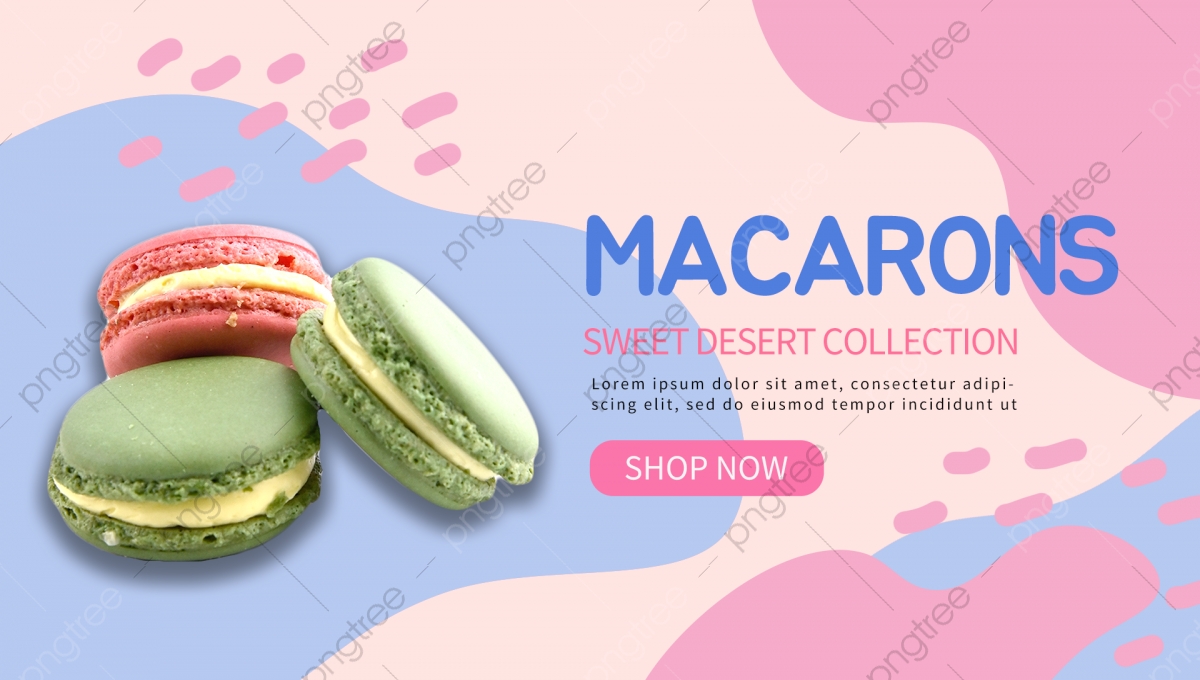 MACARONS
SWEET DESERT COLLECTION
Lorem ipsum dolor sit amet, consectetur adipi-
scing elit, sed do eiusmod tempor incididunt ut
SHOP NOW
pngtree